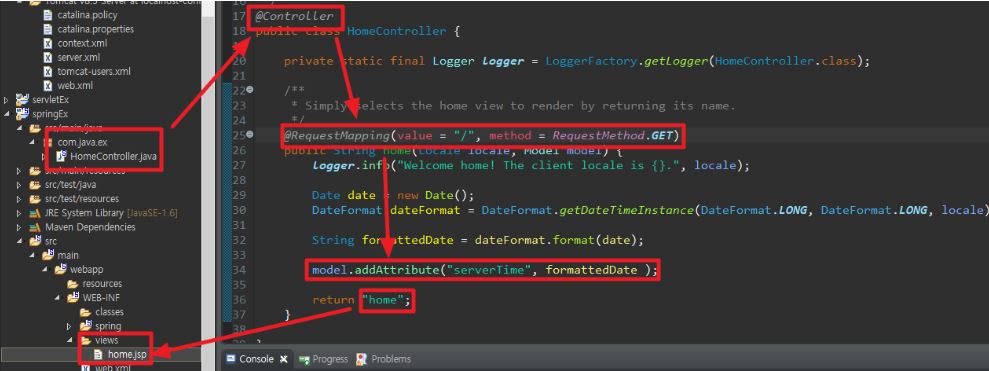 Tomcat v8.5 Server at localhost-conf
catalina.policy
catalina.properties
context.xml
server.xml
tomcat-users.xml
web.xml
servletEx
springEx
src/main/java
com.java.ex
HomeController.java
src/main/resources
src/test/java
src/test/resources
JRE System Library [JavaSE-1.6]
Maven Dependencies
src
main
webapp
resources
WEB-INF
classes
spring
views
home.jsp
web.xml
17 @Controller
18 public class HomeController {
19
20 private static final Logger logger = LoggerFactory.getLogger(HomeController.class);
21
22 /**
23 * Simply selects the home view to render by returning its name.
24 */
25 @RequestMapping(value = "/", method = RequestMethod.GET)
26 public String home(Locale locale, Model model) {
27 logger.info("Welcome home! The client locale is {}.", locale);
28
29 Date date = new Date();
30 DateFormat dateFormat = DateFormat.getDateTimeInstance(DateFormat.LONG, DateFormat.LONG, locale)
31
32 String formattedDate = dateFormat.format(date);
33
34 model.addAttribute("serverTime", formattedDate );
35
36 return "home";
37 }
38
Console Progress Problems